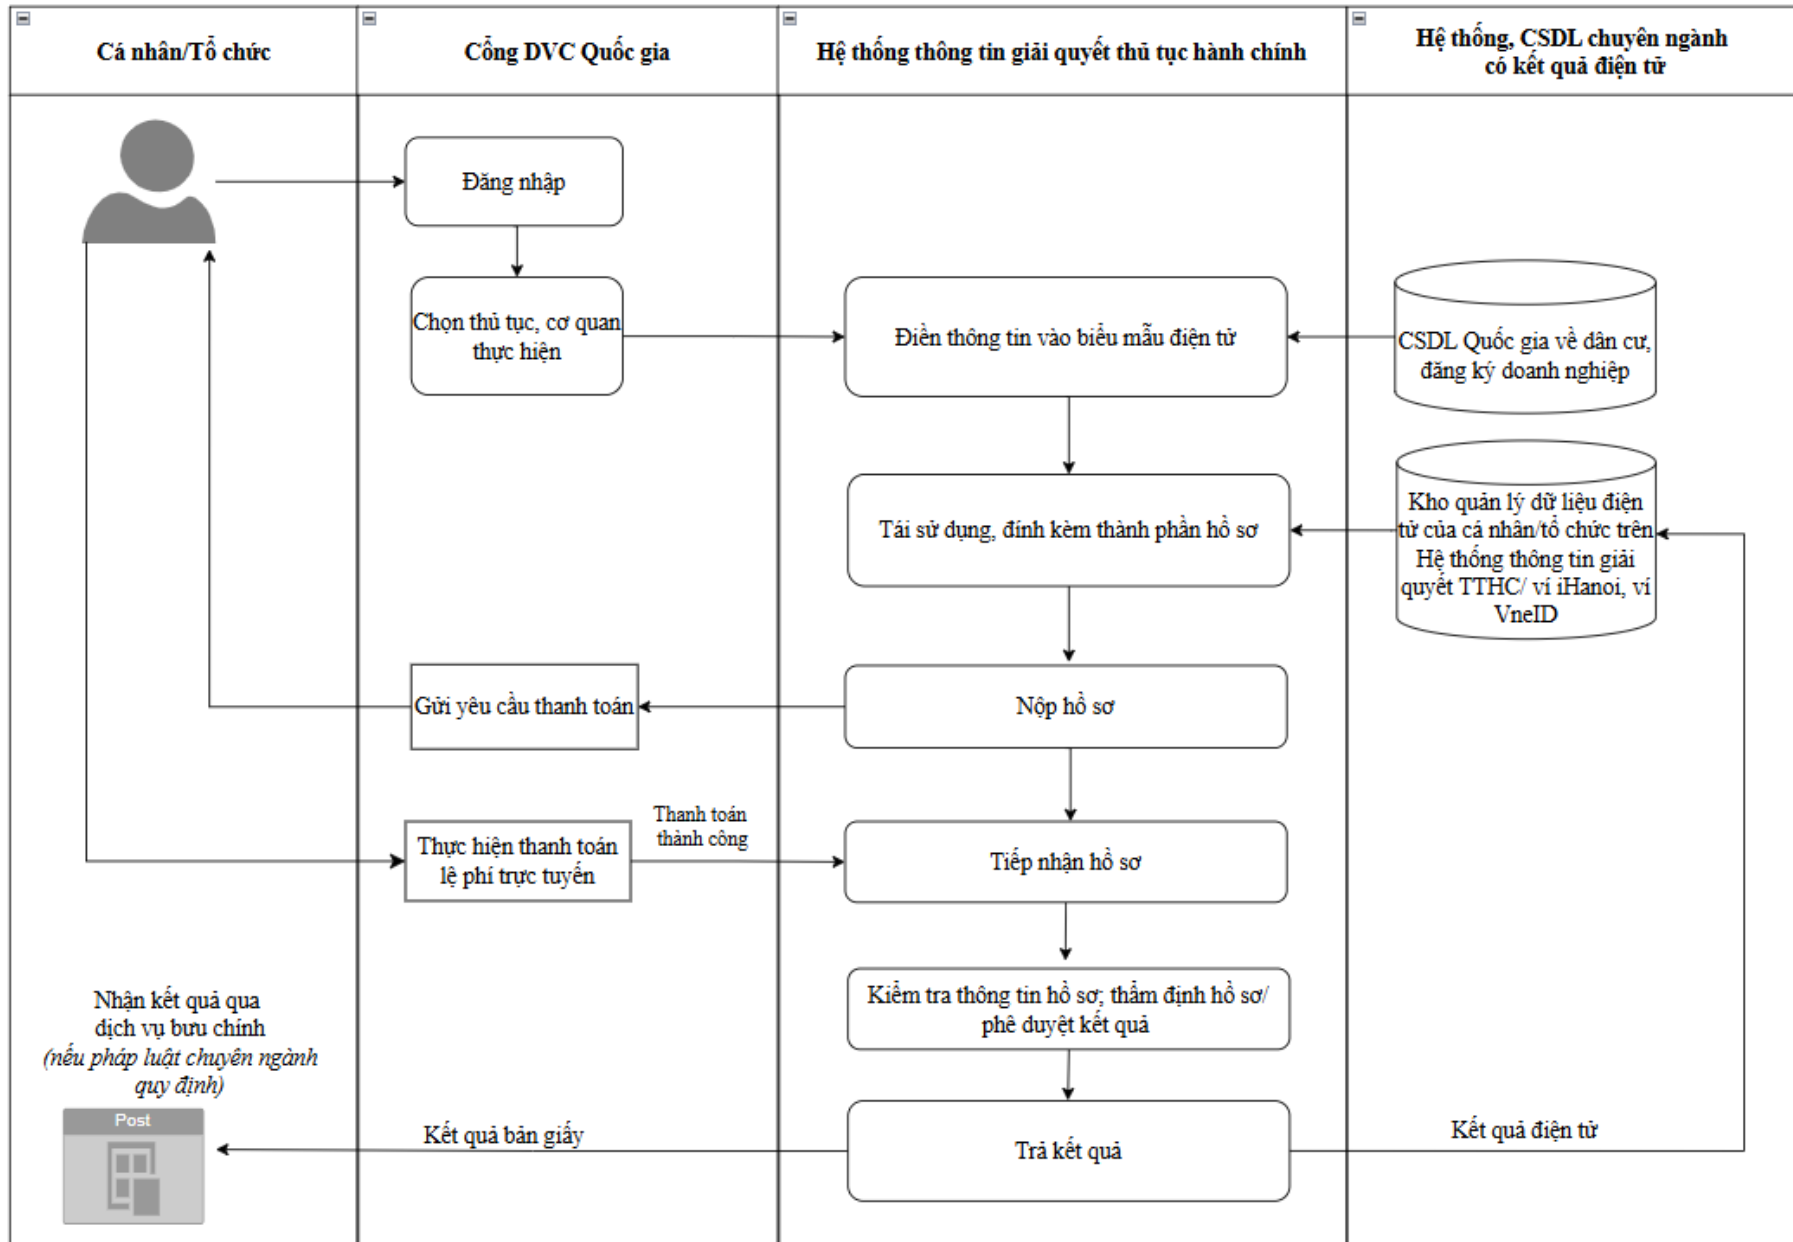 Cá nhân/Tổ chức
Cổng DVC Quốc gia
Hệ thống thông tin giải quyết thủ tục hành chính
Hệ thống, CSDL chuyên ngành
có kết quả điện tử
Đăng nhập
Chọn thủ tục, cơ quan
thực hiện
Điền thông tin vào biểu mẫu điện tử
CSDL Quốc gia về dân cư,
đăng ký doanh nghiệp
Tái sử dụng, đính kèm thành phần hồ sơ
Kho quản lý dữ liệu điện
tử của cá nhân/tổ chức trên
Hệ thống thông tin giải
quyết TTHC/ ví iHanoi, ví
VneID
Gửi yêu cầu thanh toán
Nộp hồ sơ
Thực hiện thanh toán
lệ phí trực tuyến
Thanh toán
thành công
Tiếp nhận hồ sơ
Kiểm tra thông tin hồ sơ; thẩm định hồ sơ/
phê duyệt kết quả
Nhận kết quả qua
dịch vụ bưu chính
(nếu pháp luật chuyên ngành
quy định)
Post
Kết quả bản giấy
Trả kết quả
Kết quả điện tử